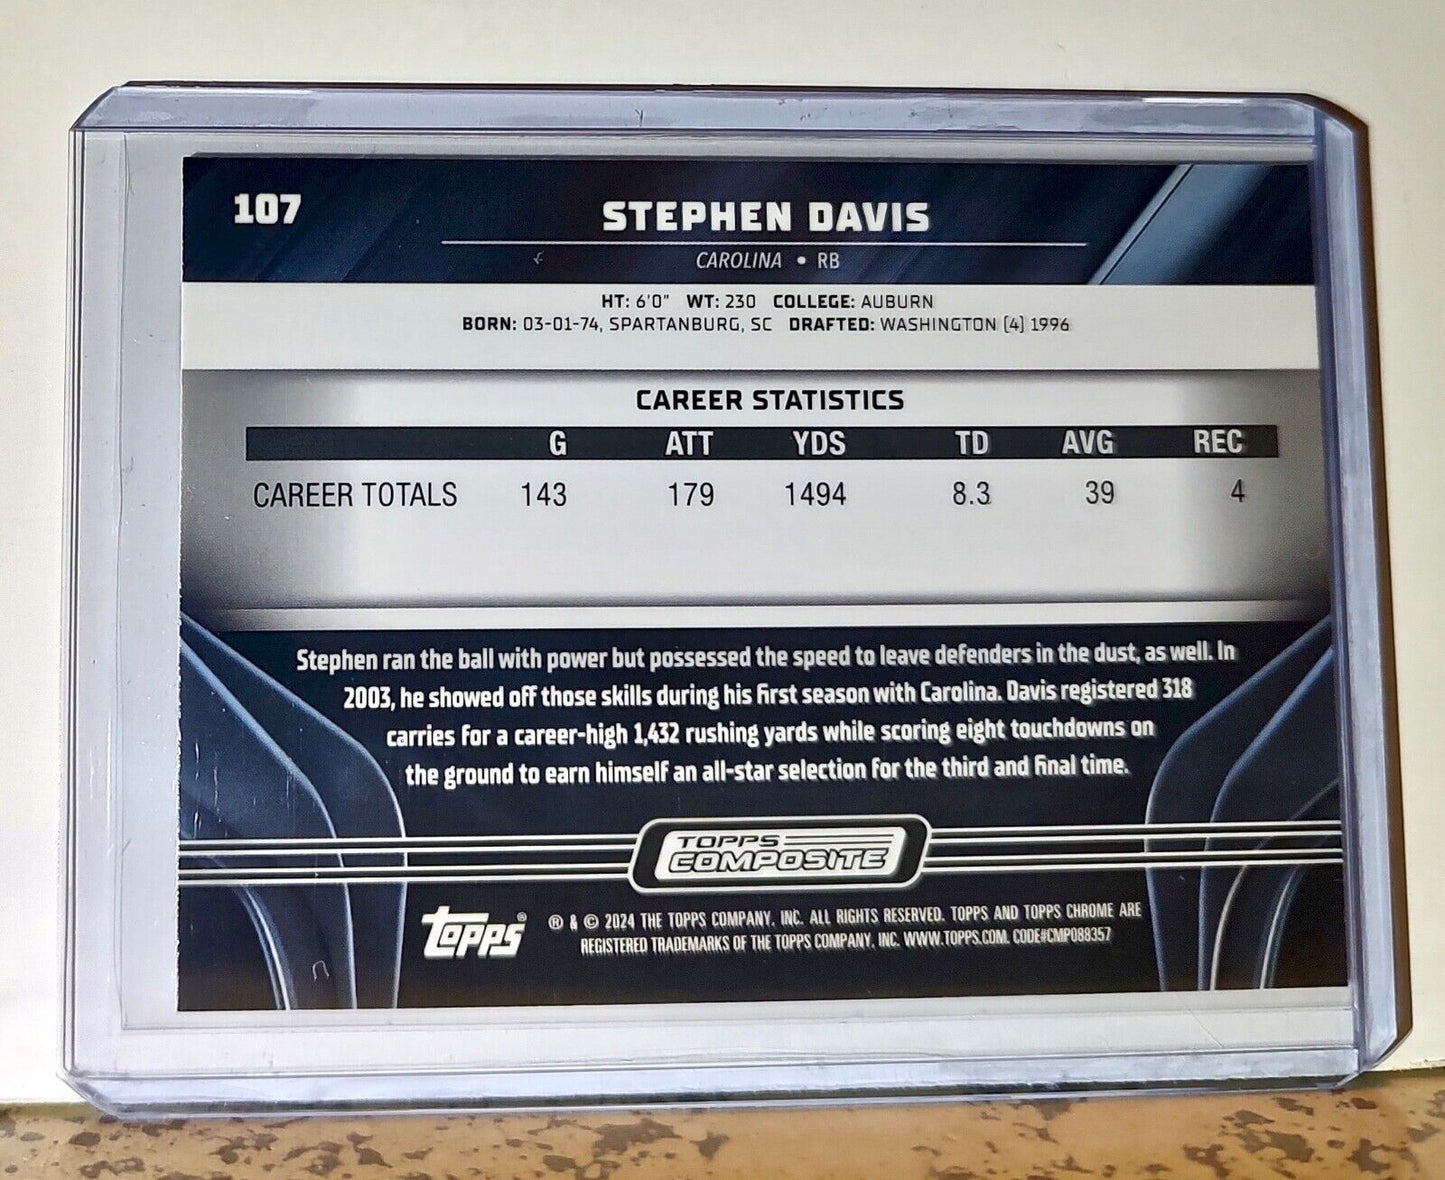 107
STEPHEN DAVIS
CAROLINA • RB
HT: 6'0" WT: 230 COLLEGE: AUBURN
BORN: 03-01-74, SPARTANBURG, SC DRAFTED: WASHINGTON [4] 1996
CAREER STATISTICS
G ATT YDS TD AVG REC
CAREER TOTALS 143 179 1494 8.3 39 4
Stephen ran the ball with power but possessed the speed to leave defenders in the dust, as well. In
2003, he showed off those skills during his first season with Carolina. Davis registered 318
carries for a career-high 1,432 rushing yards while scoring eight touchdowns on
the ground to earn himself an all-star selection for the third and final time.
TOPPS
COMPOSITE
Topps® ® & © 2024 THE TOPPS COMPANY, INC. ALL RIGHTS RESERVED. TOPPS AND TOPPS CHROME ARE
REGISTERED TRADEMARKS OF THE TOPPS COMPANY, INC. WWW.TOPPS.COM. CODE#CMP088357